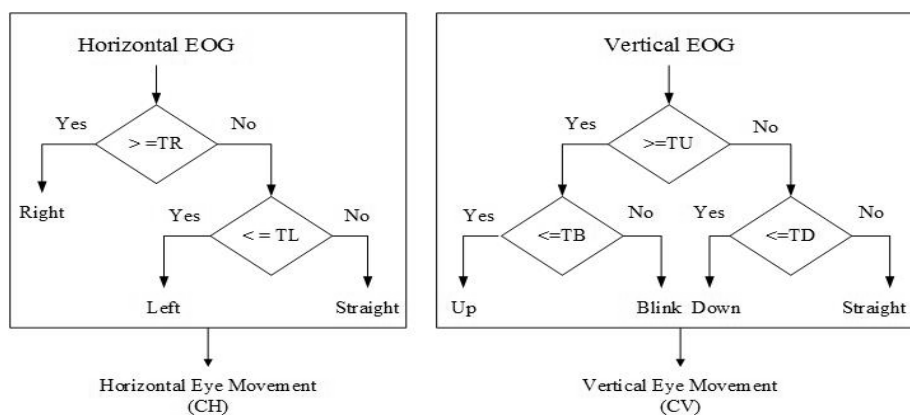 Horizontal EOG
Yes
No
> =TR
Right
Yes
No
< = TL
Left
Straight
Horizontal Eye Movement
(CH)
Vertical EOG
Yes
No
>=TU
Yes
No
<=TB
Yes
No
<=TD
Up
Blink
Down
Straight
Vertical Eye Movement
(CV)